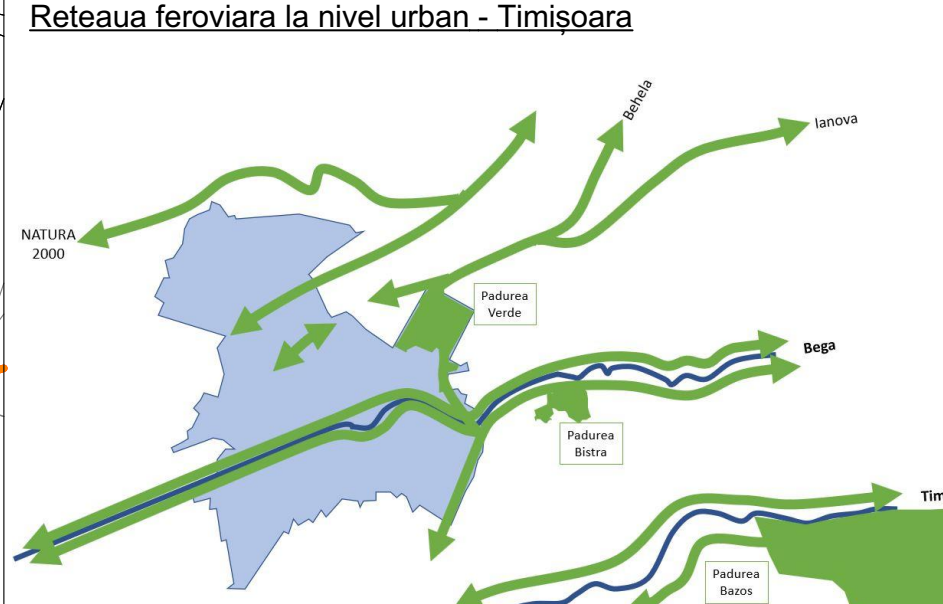 Reteaua feroviara la nivel urban - Timișoara
Behela
Ianova
NATURA
2000
Padurea
Verde
Bega
Padurea
Bistra
Tim
Padurea
Bazos